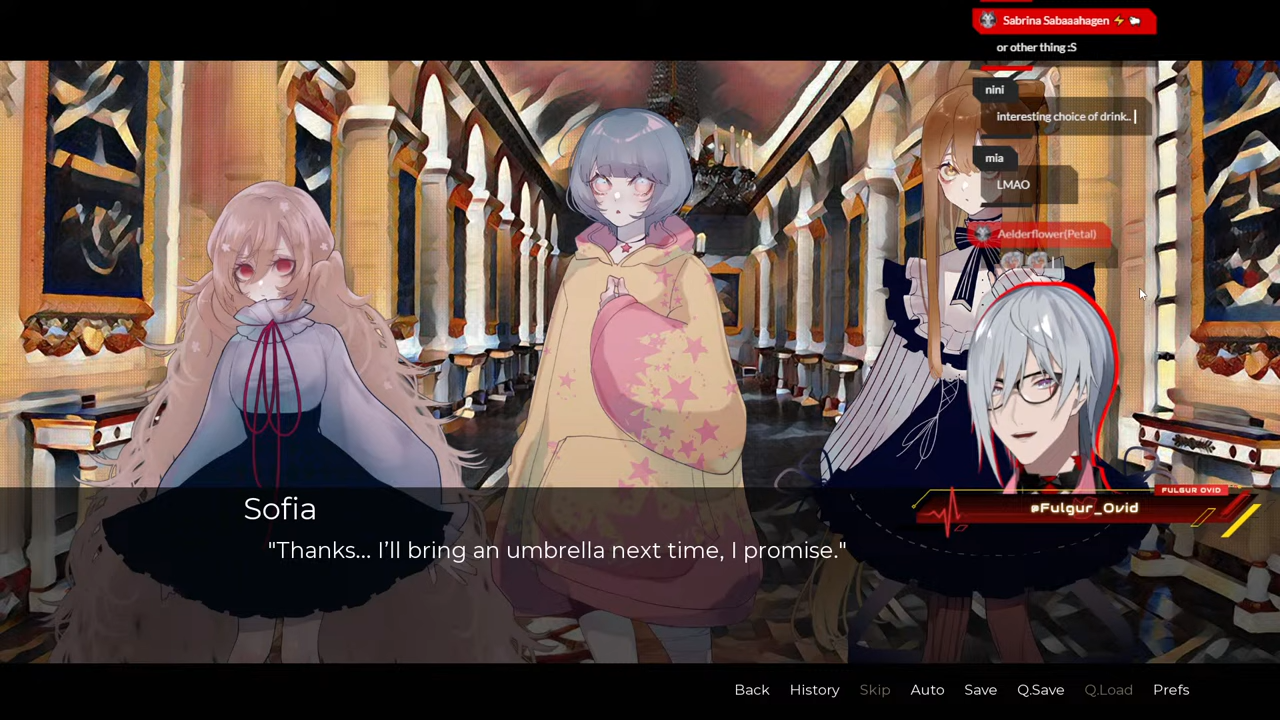 Sabrina Sabaaahagen
or other thing :S
nini
interesting choice of drink..
mia
LMAO
Aelderflower(Petal)
FULGUR OVID
@Fulgur_Ovid
Sofia
"Thanks... I’ll bring an umbrella next time, I promise."
Back History Skip Auto Save Q.Save Q.Load Prefs